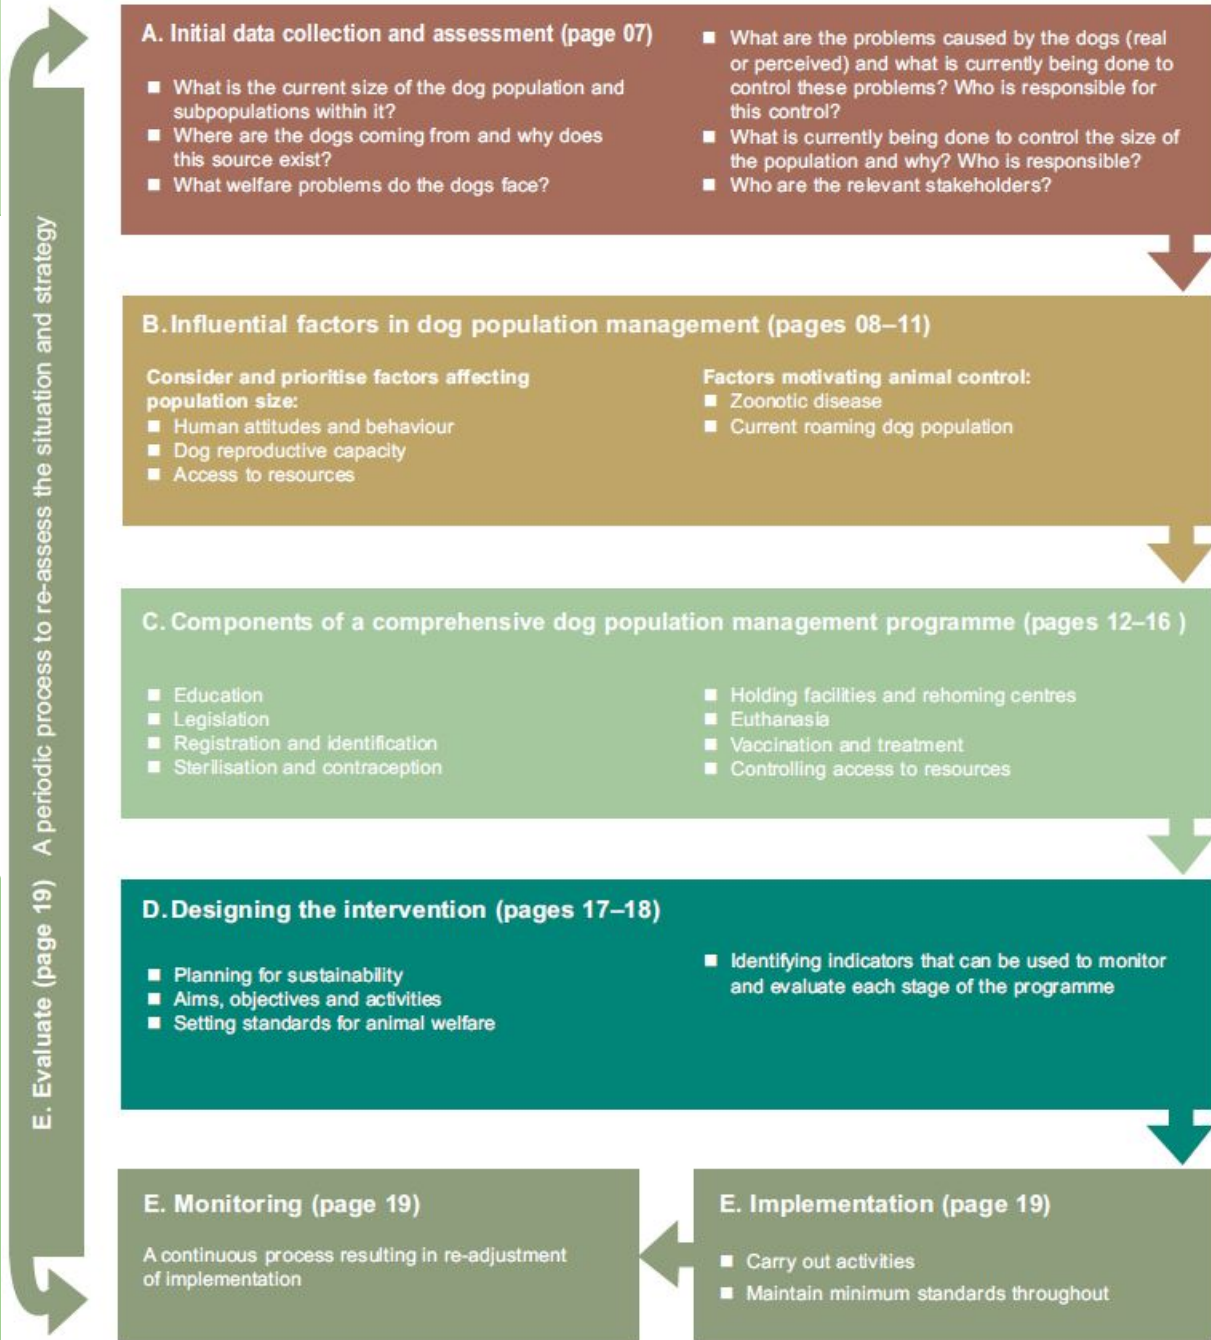 A. Initial data collection and assessment (page 07)
■ What is the current size of the dog population and
subpopulations within it?
■ Where are the dogs coming from and why does
this source exist?
■ What welfare problems do the dogs face?
■ What are the problems caused by the dogs (real
or perceived) and what is currently being done to
control these problems? Who is responsible for
this control?
■ What is currently being done to control the size of
the population and why? Who is responsible?
■ Who are the relevant stakeholders?
B. Influential factors in dog population management (pages 08–11)
Consider and prioritise factors affecting
population size:
■ Human attitudes and behaviour
■ Dog reproductive capacity
■ Access to resources
Factors motivating animal control:
■ Zoonotic disease
■ Current roaming dog population
C. Components of a comprehensive dog population management programme (pages 12–16 )
■ Education
■ Legislation
■ Registration and identification
■ Sterilisation and contraception
■ Holding facilities and rehoming centres
■ Euthanasia
■ Vaccination and treatment
■ Controlling access to resources
D. Designing the intervention (pages 17–18)
■ Planning for sustainability
■ Aims, objectives and activities
■ Setting standards for animal welfare
■ Identifying indicators that can be used to monitor
and evaluate each stage of the programme
E. Implementation (page 19)
■ Carry out activities
■ Maintain minimum standards throughout
E. Monitoring (page 19)
A continuous process resulting in re-adjustment
of implementation
E. Evaluate (page 19) A periodic process to re-assess the situation and strategy